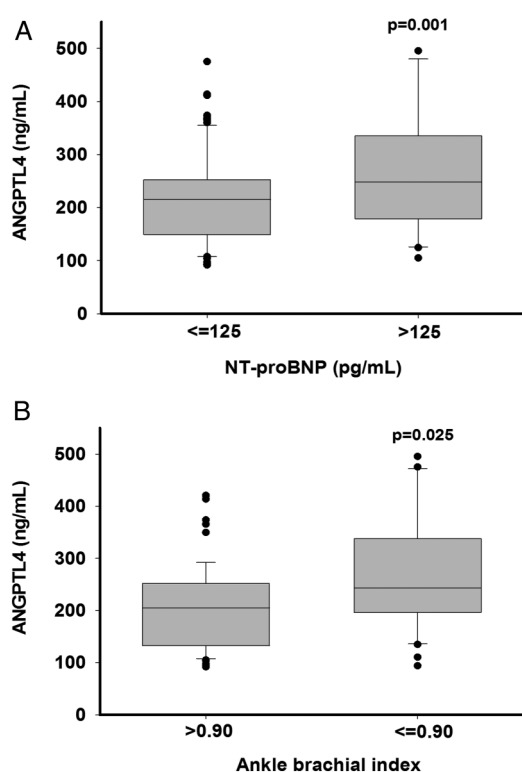 A
p=0.001
500
400
300
200
100
0
ANGPTL4 (ng/mL)
<=125
>125
NT-proBNP (pg/mL)
B
p=0.025
500
400
300
200
100
0
ANGPTL4 (ng/mL)
>0.90
<=0.90
Ankle brachial index